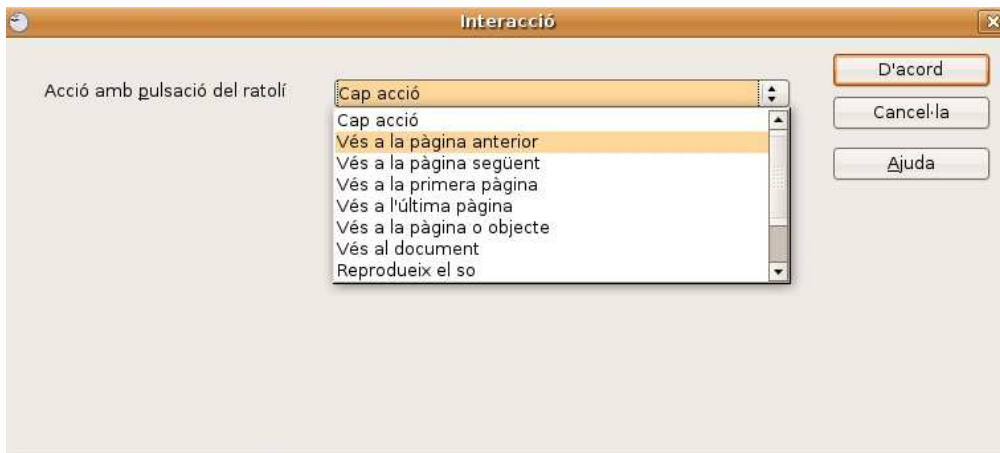 Interacció
Acció amb pulsació del ratolí
Cap acció
Cap acció
Vés a la pàgina anterior
Vés a la pàgina següent
Vés a la primera pàgina
Vés a l'última pàgina
Vés a la pàgina o objecte
Vés al document
Reprodueix el so
D'acord
Cancel·la
Ajuda